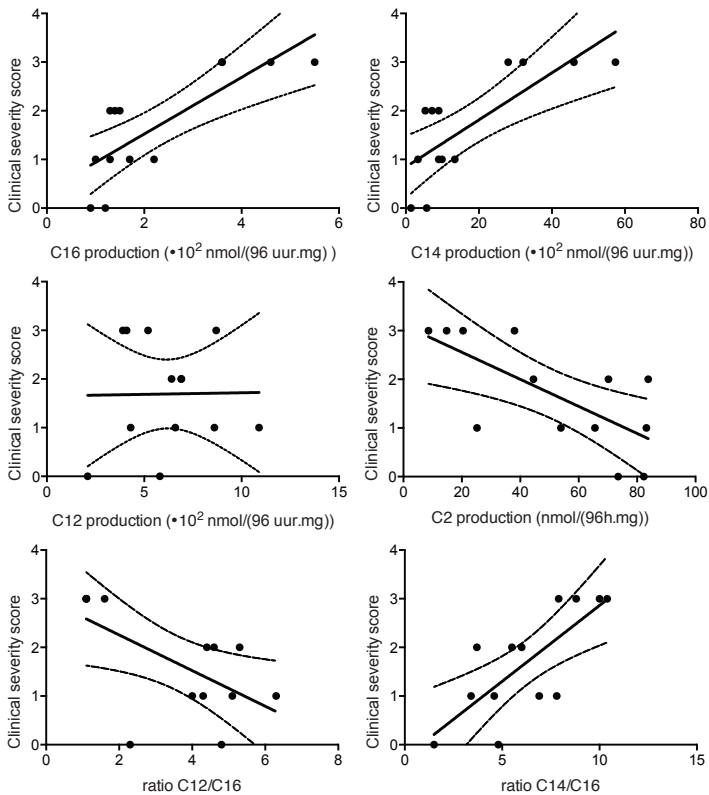 4
3
2
1
0
Clinical severity score
0 2 4 6
C16 production (•10² nmol/(96 uur.mg) )
4
3
2
1
0
Clinical severity score
0 20 40 60 80
C14 production (•10² nmol/(96 uur.mg))
4
3
2
1
0
Clinical severity score
0 5 10 15
C12 production (•10² nmol/(96 uur.mg))
4
3
2
1
0
Clinical severity score
0 20 40 60 80 100
C2 production (nmol/(96h.mg))
4
3
2
1
0
Clinical severity score
0 2 4 6 8
ratio C12/C16
4
3
2
1
0
Clinical severity score
0 5 10 15
ratio C14/C16